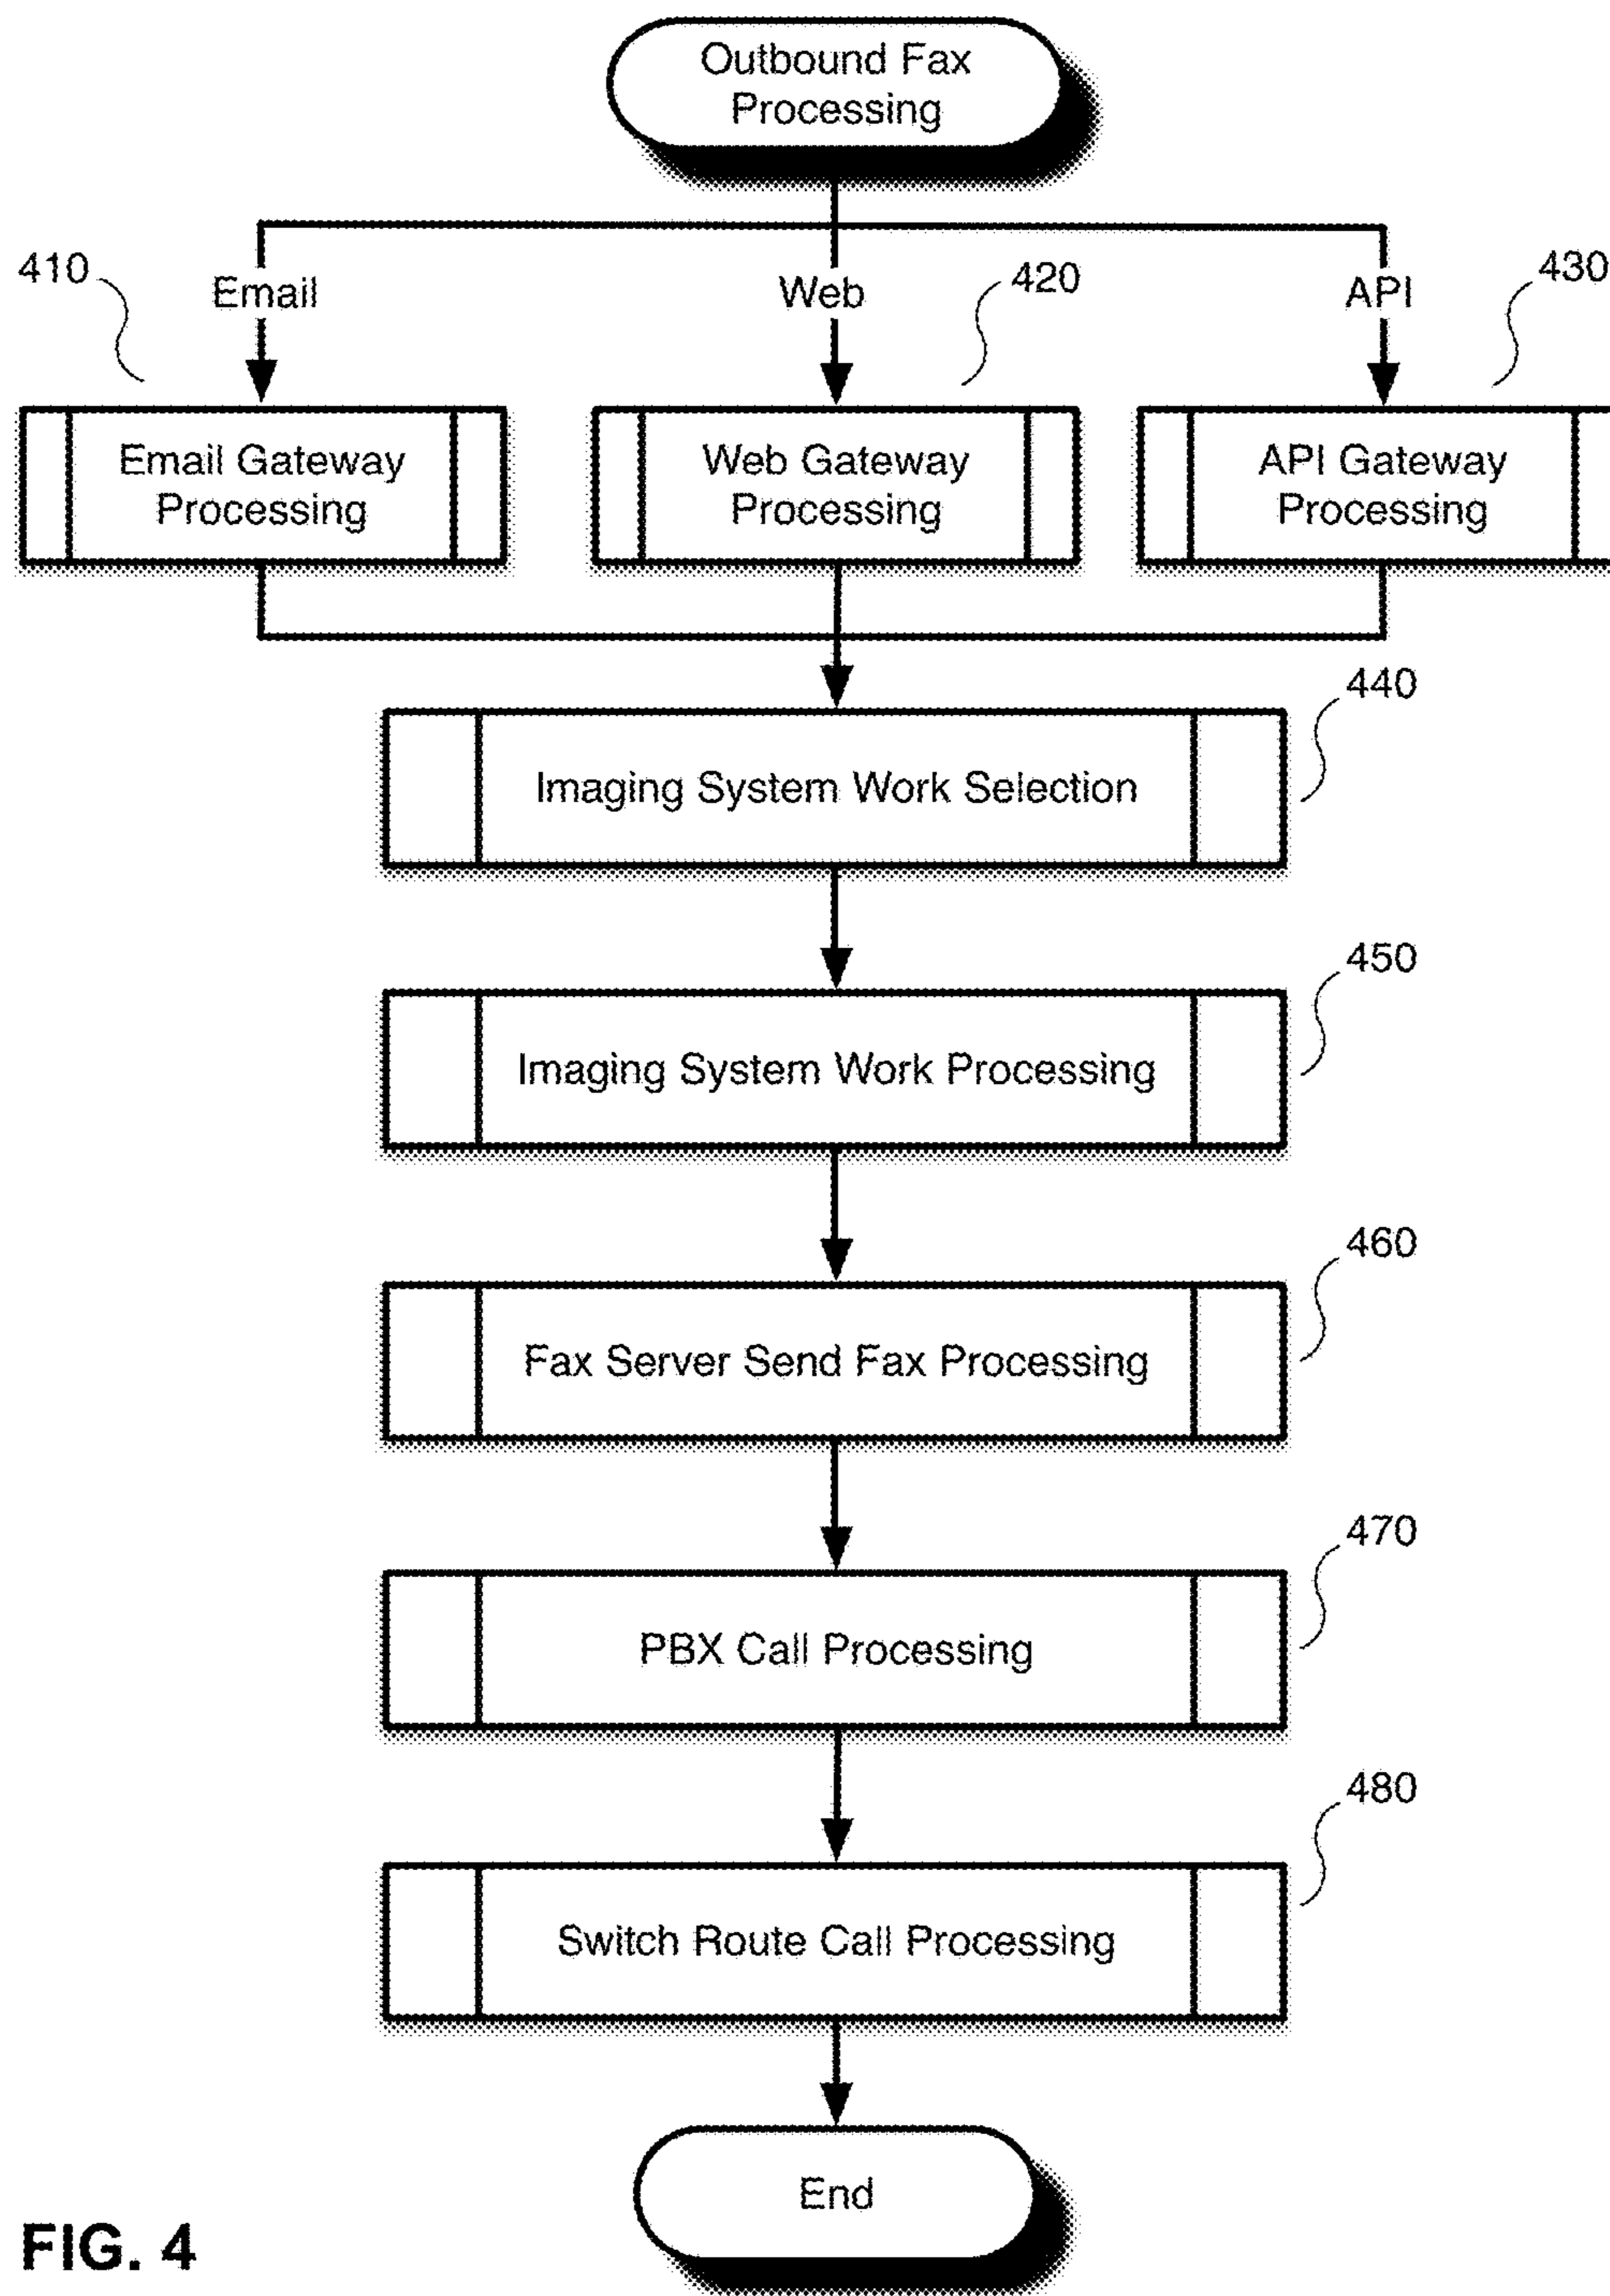 Outbound Fax
Processing
410
Email
Web
420
API
430
Email Gateway
Processing
Web Gateway
Processing
API Gateway
Processing
440
Imaging System Work Selection
450
Imaging System Work Processing
460
Fax Server Send Fax Processing
470
PBX Call Processing
480
Switch Route Call Processing
End
FIG. 4